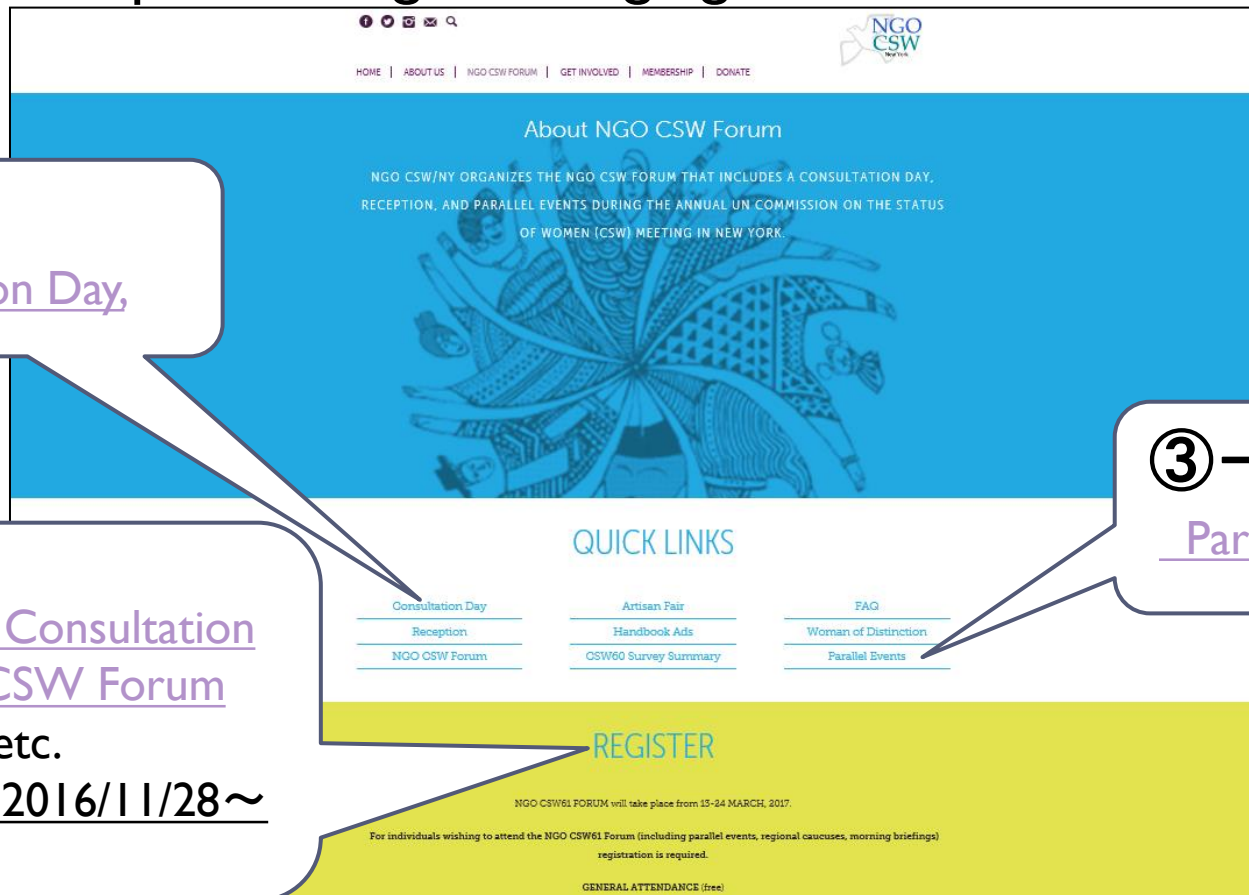 NGO
CSW
New York
HOME | ABOUT US | NGO CSW FORUM | GET INVOLVED | MEMBERSHIP | DONATE
About NGO CSW Forum
NGO CSW/NY ORGANIZES THE NGO CSW FORUM THAT INCLUDES A CONSULTATION DAY,
RECEPTION, AND PARALLEL EVENTS DURING THE ANNUAL UN COMMISSION ON THE STATUS
OF WOMEN (CSW) MEETING IN NEW YORK.
on Day,
③-
Par
QUICK LINKS
Consultation Day Artisan Fair FAQ
Reception Handbook Ads Woman of Distinction
NGO CSW Forum CSW60 Survey Summary Parallel Events
Consultation
CSW Forum
etc.
2016/11/28~
REGISTER
NGO CSW61 FORUM will take place from 13-24 MARCH, 2017.
For individuals wishing to attend the NGO CSW61 Forum (including parallel events, regional caucuses, morning briefings)
registration is required.
GENERAL ATTENDANCE (free)